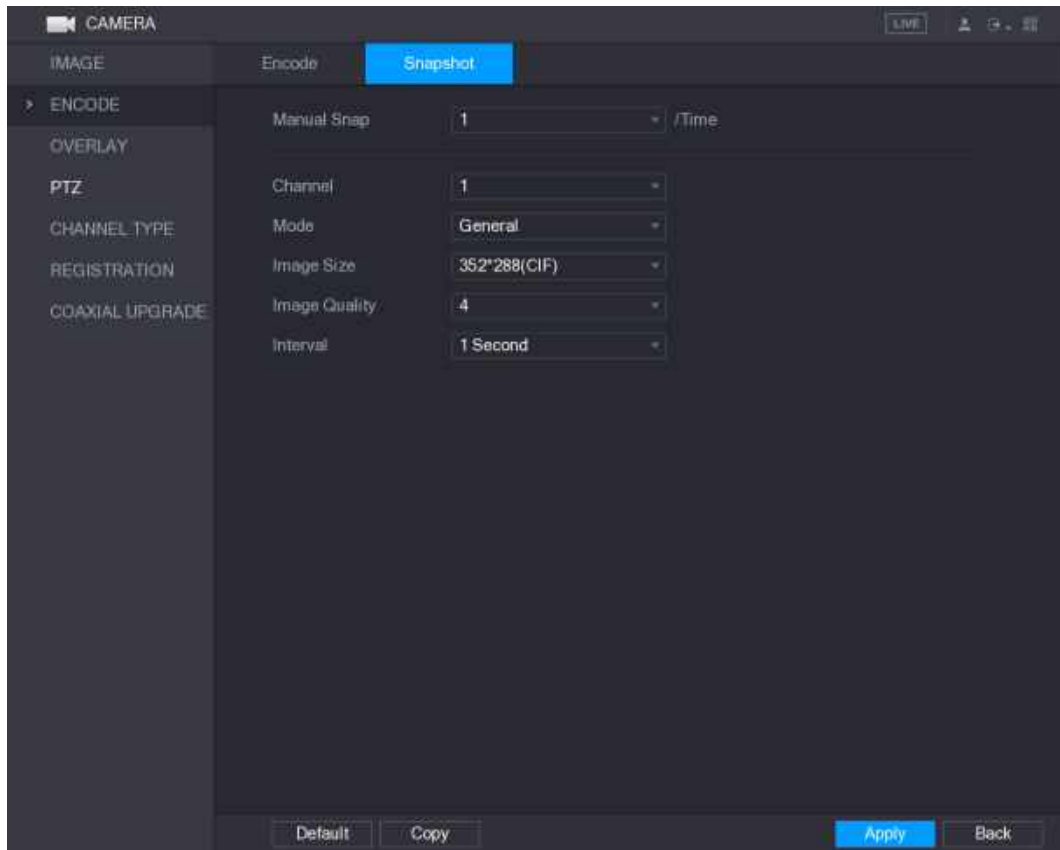 CAMERA LIVE
IMAGE
Encode Snapshot
ENCODE
Manual Snap 1 /Time
OVERLAY
PTZ
Channel 1
CHANNEL TYPE
Mode General
REGISTRATION
Image Size 352*288(CIF)
COAXIAL UPGRADE
Image Quality 4
Interval 1 Second
Default Copy Apply Back